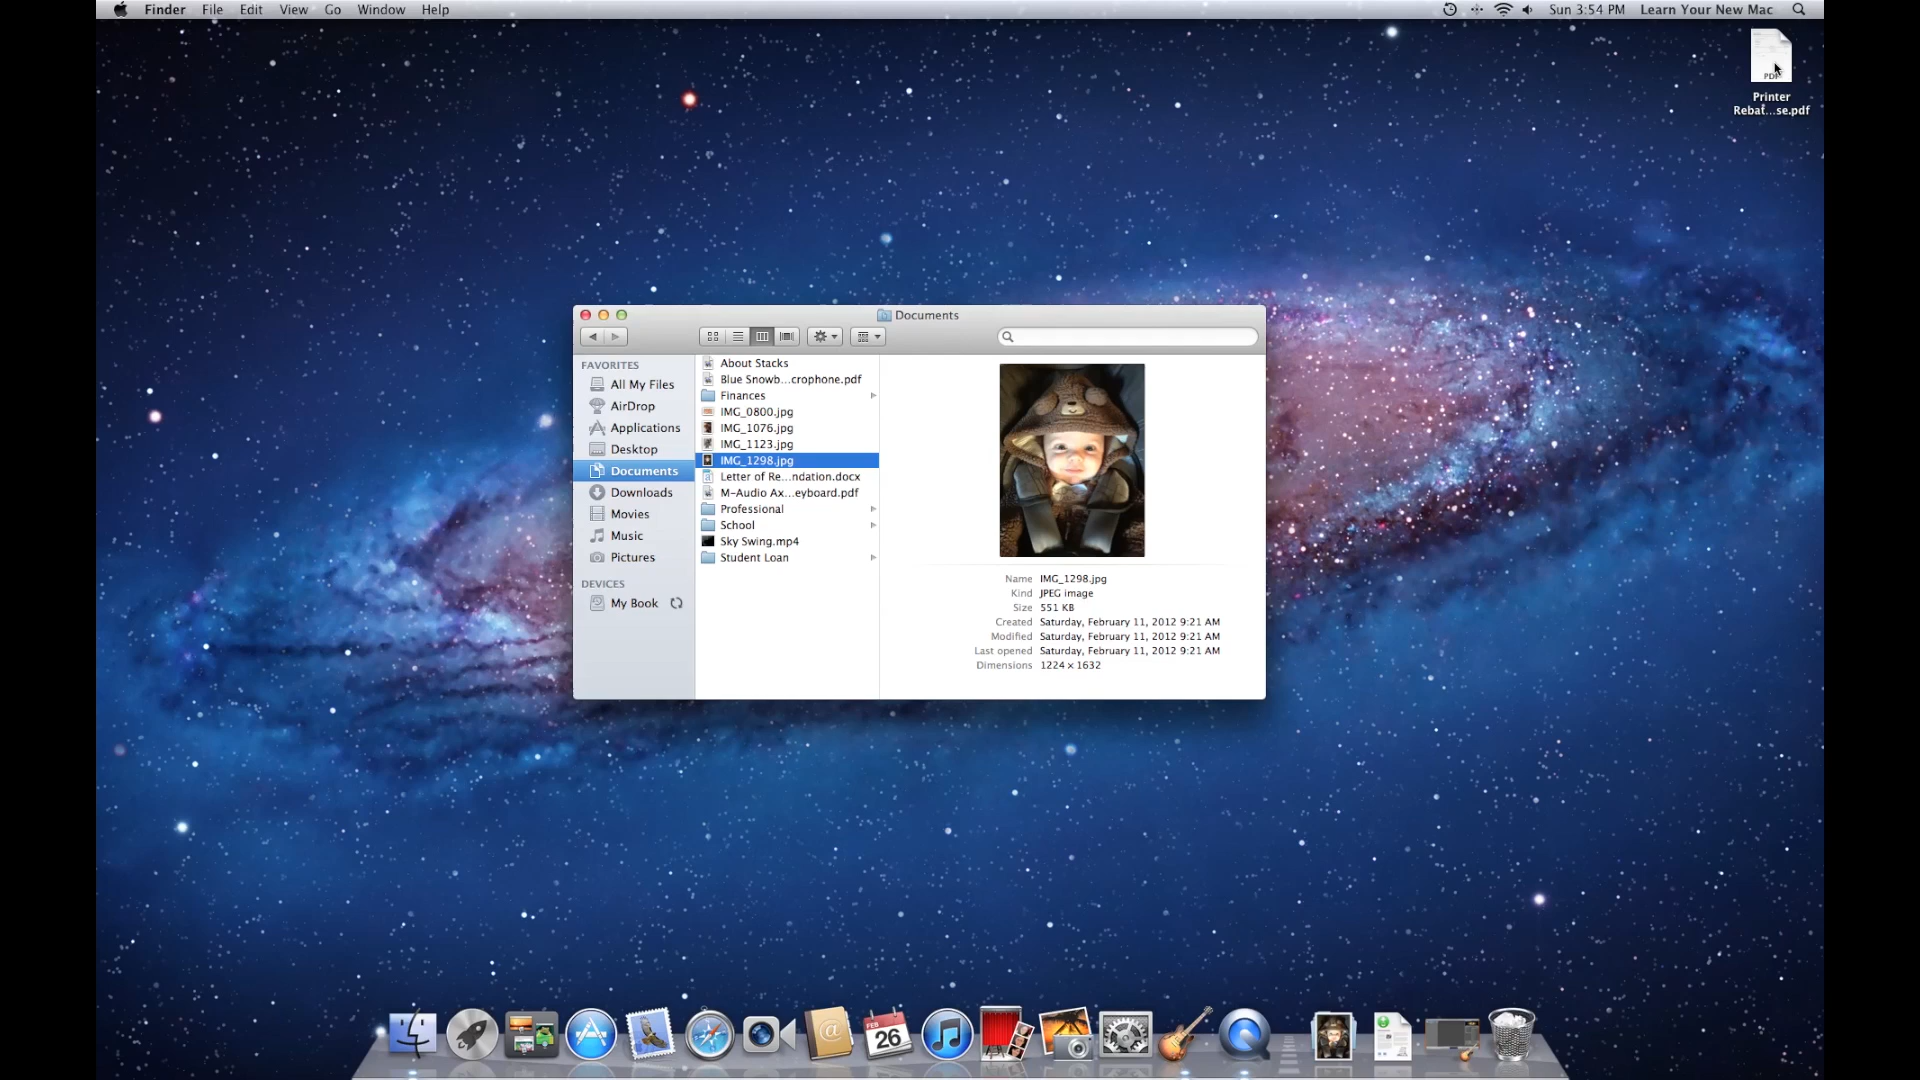 Finder File Edit View Go Window Help
Sun 3:54 PM Learn Your New Mac
PDF
Printer
Rebat...se.pdf
Documents
FAVORITES
All My Files
AirDrop
Applications
Desktop
Documents
Downloads
Movies
Music
Pictures
DEVICES
My Book
About Stacks
Blue Snowb...crophone.pdf
Finances
IMG_0800.jpg
IMG_1076.jpg
IMG_1123.jpg
IMG_1298.jpg
Letter of Re...ndation.docx
M-Audio Ax...eyboard.pdf
Professional
School
Sky Swing.mp4
Student Loan
Name IMG_1298.jpg
Kind JPEG image
Size 551 KB
Created Saturday, February 11, 2012 9:21 AM
Modified Saturday, February 11, 2012 9:21 AM
Last opened Saturday, February 11, 2012 9:21 AM
Dimensions 1224 × 1632
FEB
26